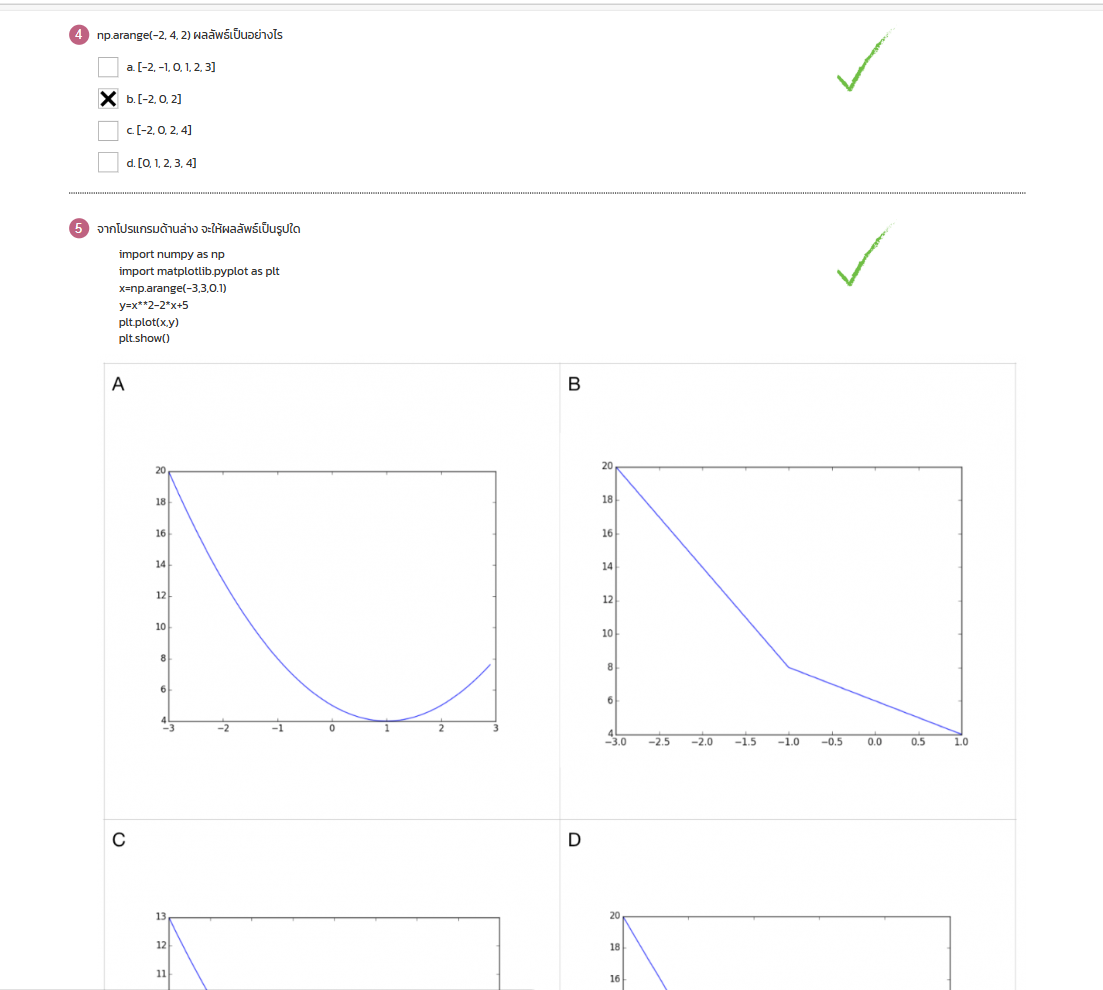 4 np.arange(-2, 4, 2) ผลลัพธ์เป็นอย่างไร
a. [-2, -1, 0, 1, 2, 3]
b. [-2, 0, 2]
c. [-2, 0, 2, 4]
d. [0, 1, 2, 3, 4]
5 จากโปรแกรมด้านล่าง จะให้ผลลัพธ์เป็นรูปใด
import numpy as np
import matplotlib.pyplot as plt
x=np.arange(-3,3,0.1)
y=x**2-2*x+5
plt.plot(x,y)
plt.show()
A
20
18
16
14
12
10
8
6
4
−3 −2 −1 0 1 2 3
B
20
18
16
14
12
10
8
6
4
−3.0 −2.5 −2.0 −1.5 −1.0 −0.5 0.0 0.5 1.0
C
13
12
11
D
20
18
16